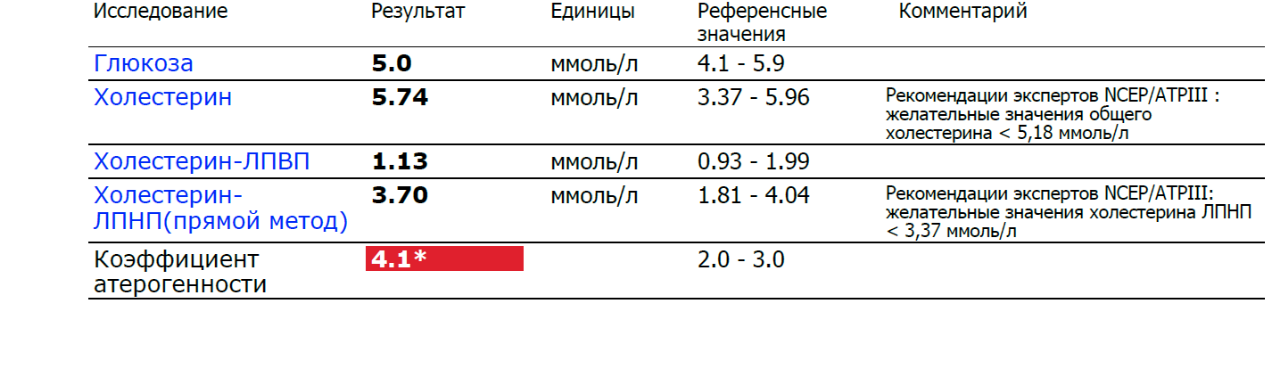 Исследование Результат Единицы Референсные Комментарий
значения
Глюкоза 5.0 ммоль/л 4.1 - 5.9
Холестерин 5.74 ммоль/л 3.37 - 5.96 Рекомендации экспертов NCEP/ATPIII :
желательные значения общего
холестерина < 5,18 ммоль/л
Холестерин-ЛПВП 1.13 ммоль/л 0.93 - 1.99
Холестерин- 3.70 ммоль/л 1.81 - 4.04 Рекомендации экспертов NCEP/ATPIII:
ЛПНП(прямой метод) желательные значения холестерина ЛПНП
< 3,37 ммоль/л
Коэффициент 4.1* 2.0 - 3.0
атерогенности